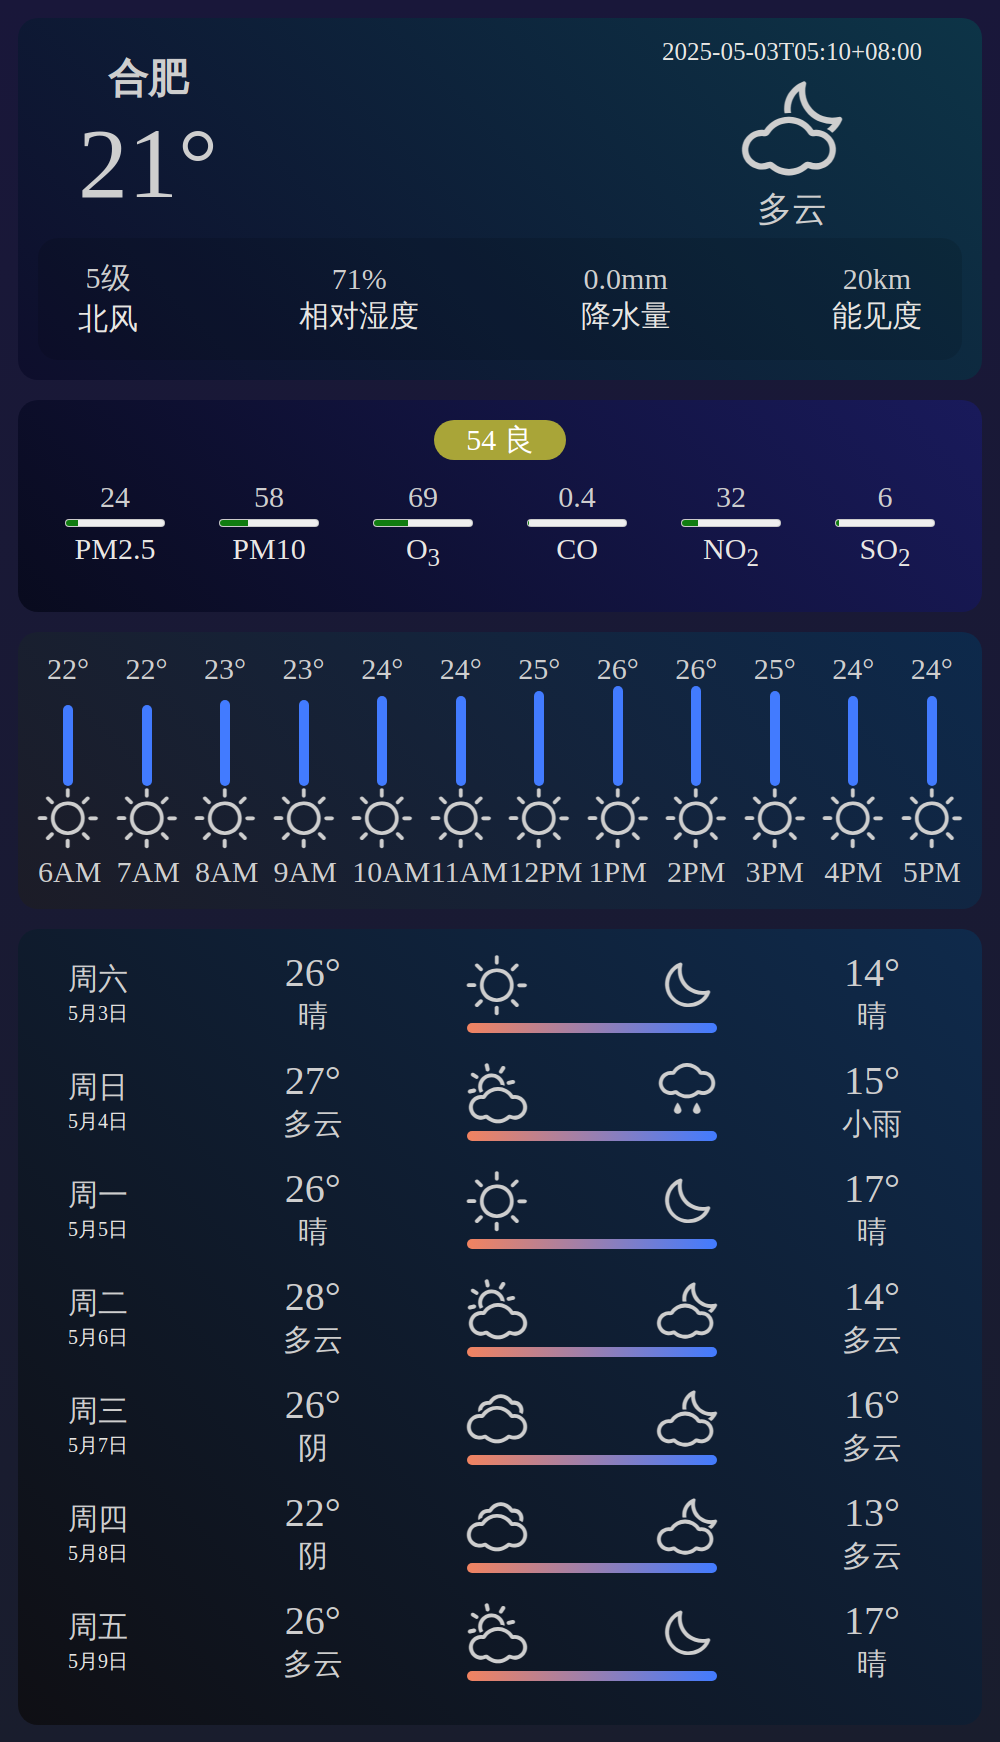 合肥
21°
2025-05-03T05:10+08:00
多云
5级 71% 0.0mm 20km
北风 相对湿度 降水量 能见度
54 良
24 58 69 0.4 32 6
PM2.5 PM10 O3 CO NO2 SO2
22° 22° 23° 23° 24° 24° 25° 26° 26° 25° 24° 24°
6AM 7AM 8AM 9AM 10AM 11AM 12PM 1PM 2PM 3PM 4PM 5PM
周六 26° 14°
5月3日 晴 晴
周日 27° 15°
5月4日 多云 小雨
周一 26° 17°
5月5日 晴 晴
周二 28° 14°
5月6日 多云 多云
周三 26° 16°
5月7日 阴 多云
周四 22° 13°
5月8日 阴 多云
周五 26° 17°
5月9日 多云 晴